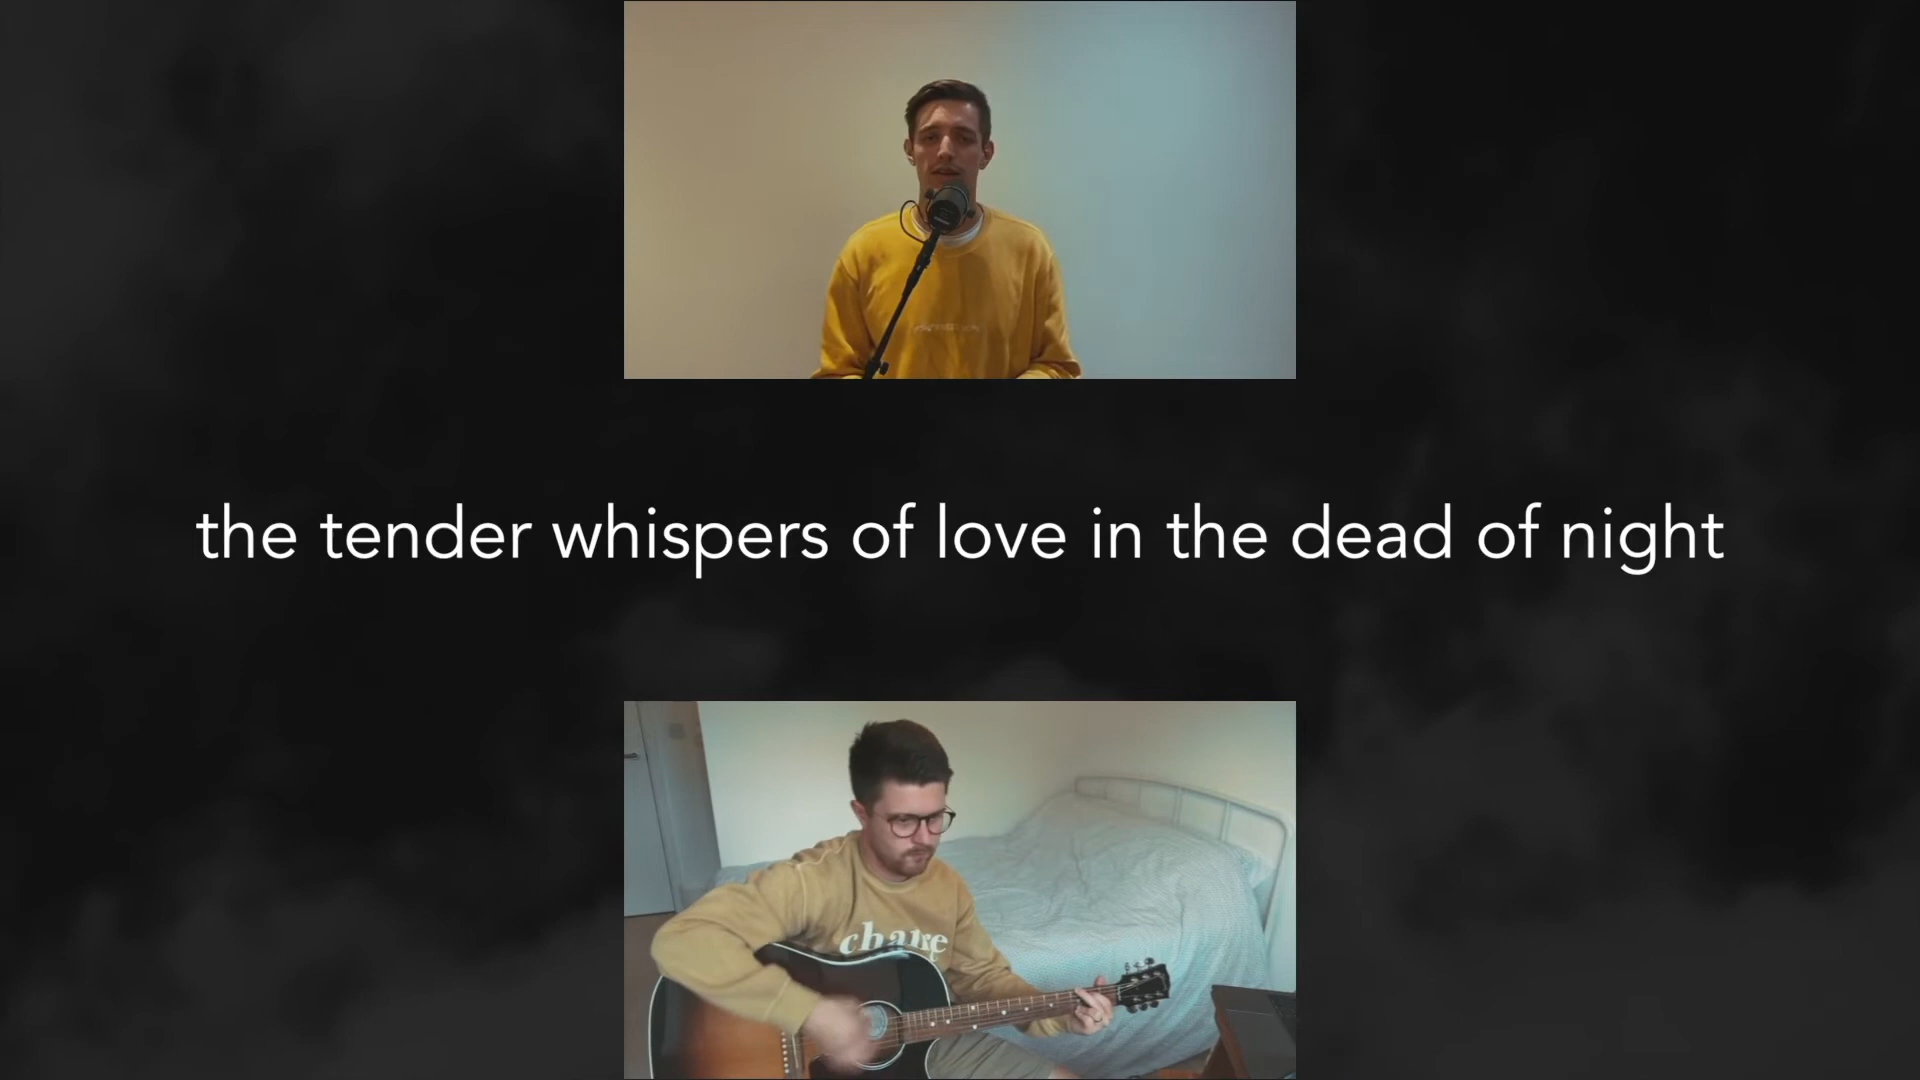 the tender whispers of love in the dead of night